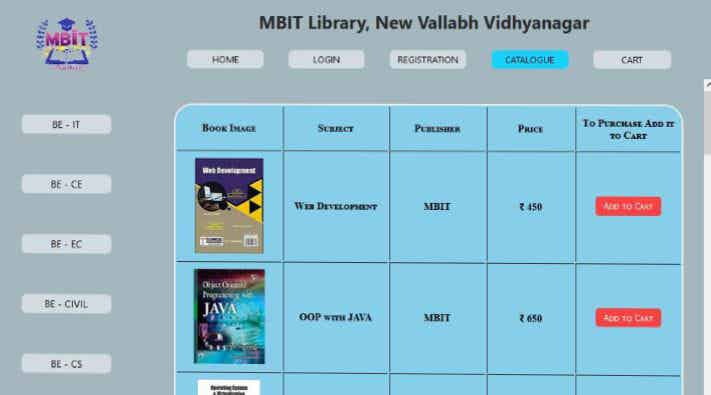 MBIT
MBIT Library, New Vallabh Vidhyanagar
HOME
LOGIN
REGISTRATION
CATALOGUE
CART
BE - IT
BE - CE
BE - EC
BE - CIVIL
BE - CS
Book Image
Subject
Publisher
Price
To Purchase Add it
to Cart
Web Development
Web Development
MBIT
₹ 450
Add to Cart
Object Oriented
Programming with
JAVA
OOP with JAVA
MBIT
₹ 650
Add to Cart
Operating System
& Virtualization